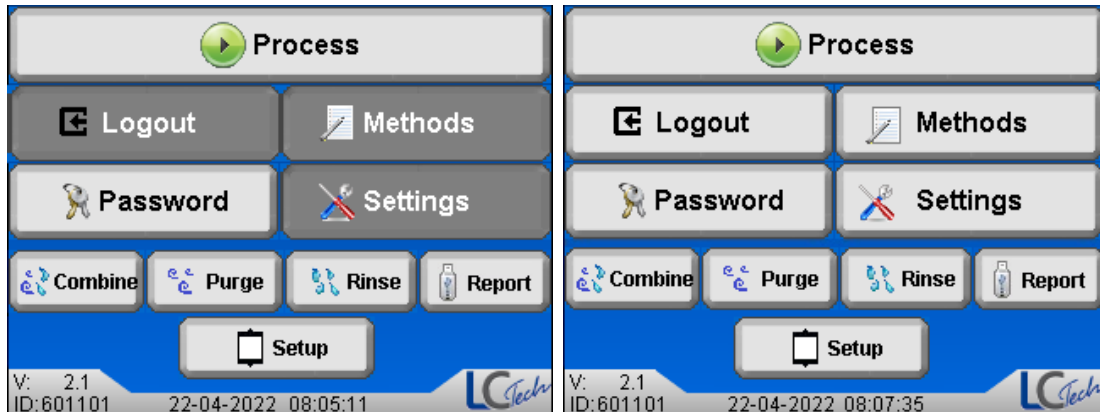 Process
Logout
Methods
Password
Settings
Combine
Purge
Rinse
Report
Setup
V: 2.1
ID:601101
22-04-2022 08:05:11
LCTech
Process
Logout
Methods
Password
Settings
Combine
Purge
Rinse
Report
Setup
V: 2.1
ID:601101
22-04-2022 08:07:35
LCTech